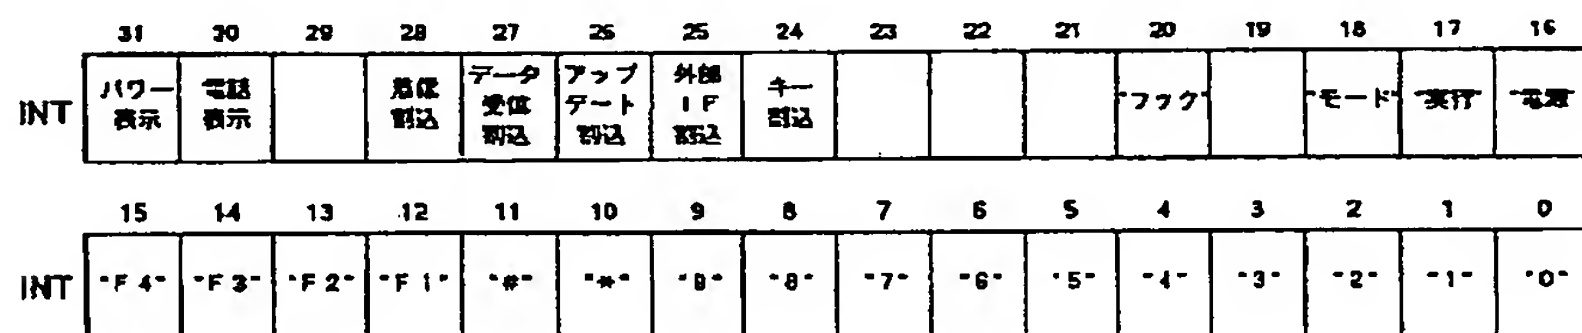 31 30 29 28 27 26 25 24 23 22 21 20 19 18 17 16
INT パワー表示 電話表示 着信割込 データ受信割込 アップデート割込 外部IF割込 キー割込 "フック" "モード" "実行" "電源"
15 14 13 12 11 10 9 8 7 6 5 4 3 2 1 0
INT "F4" "F3" "F2" "F1" "#" "*" "9" "8" "7" "6" "5" "4" "3" "2" "1" "0"